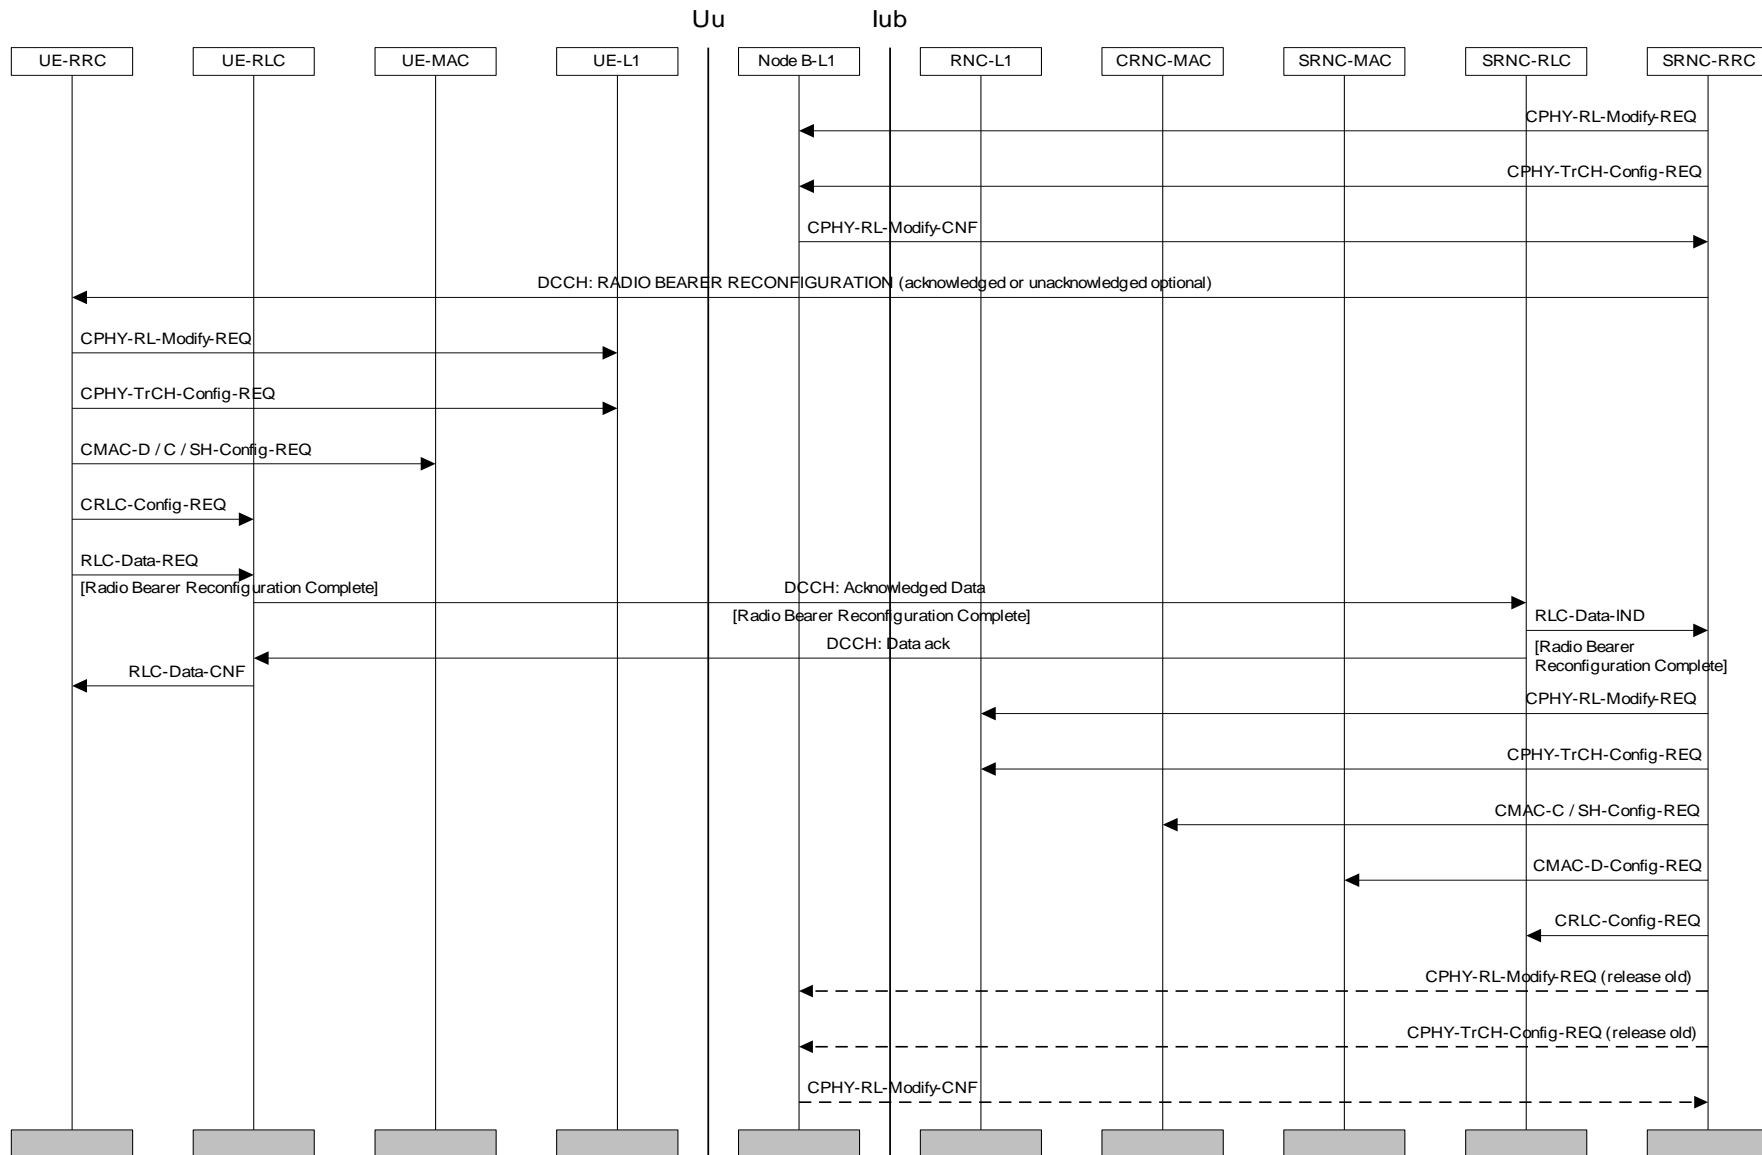 Uu
Iub
UE-RRC
UE-RLC
UE-MAC
UE-L1
Node B-L1
RNC-L1
CRNC-MAC
SRNC-MAC
SRNC-RLC
SRNC-RRC
CPHY-RL-Modify-REQ
CPHY-TrCH-Config-REQ
CPHY-RL-Modify-CNF
DCCH: RADIO BEARER RECONFIGURATION (acknowledged or unacknowledged optional)
CPHY-RL-Modify-REQ
CPHY-TrCH-Config-REQ
CMAC-D / C / SH-Config-REQ
CRLC-Config-REQ
RLC-Data-REQ
[Radio Bearer Reconfiguration Complete]
DCCH: Acknowledged Data
[Radio Bearer Reconfiguration Complete]
RLC-Data-IND
[Radio Bearer
Reconfiguration Complete]
DCCH: Data ack
RLC-Data-CNF
CPHY-RL-Modify-REQ
CPHY-TrCH-Config-REQ
CMAC-C / SH-Config-REQ
CMAC-D-Config-REQ
CRLC-Config-REQ
CPHY-RL-Modify-REQ (release old)
CPHY-TrCH-Config-REQ (release old)
CPHY-RL-Modify-CNF